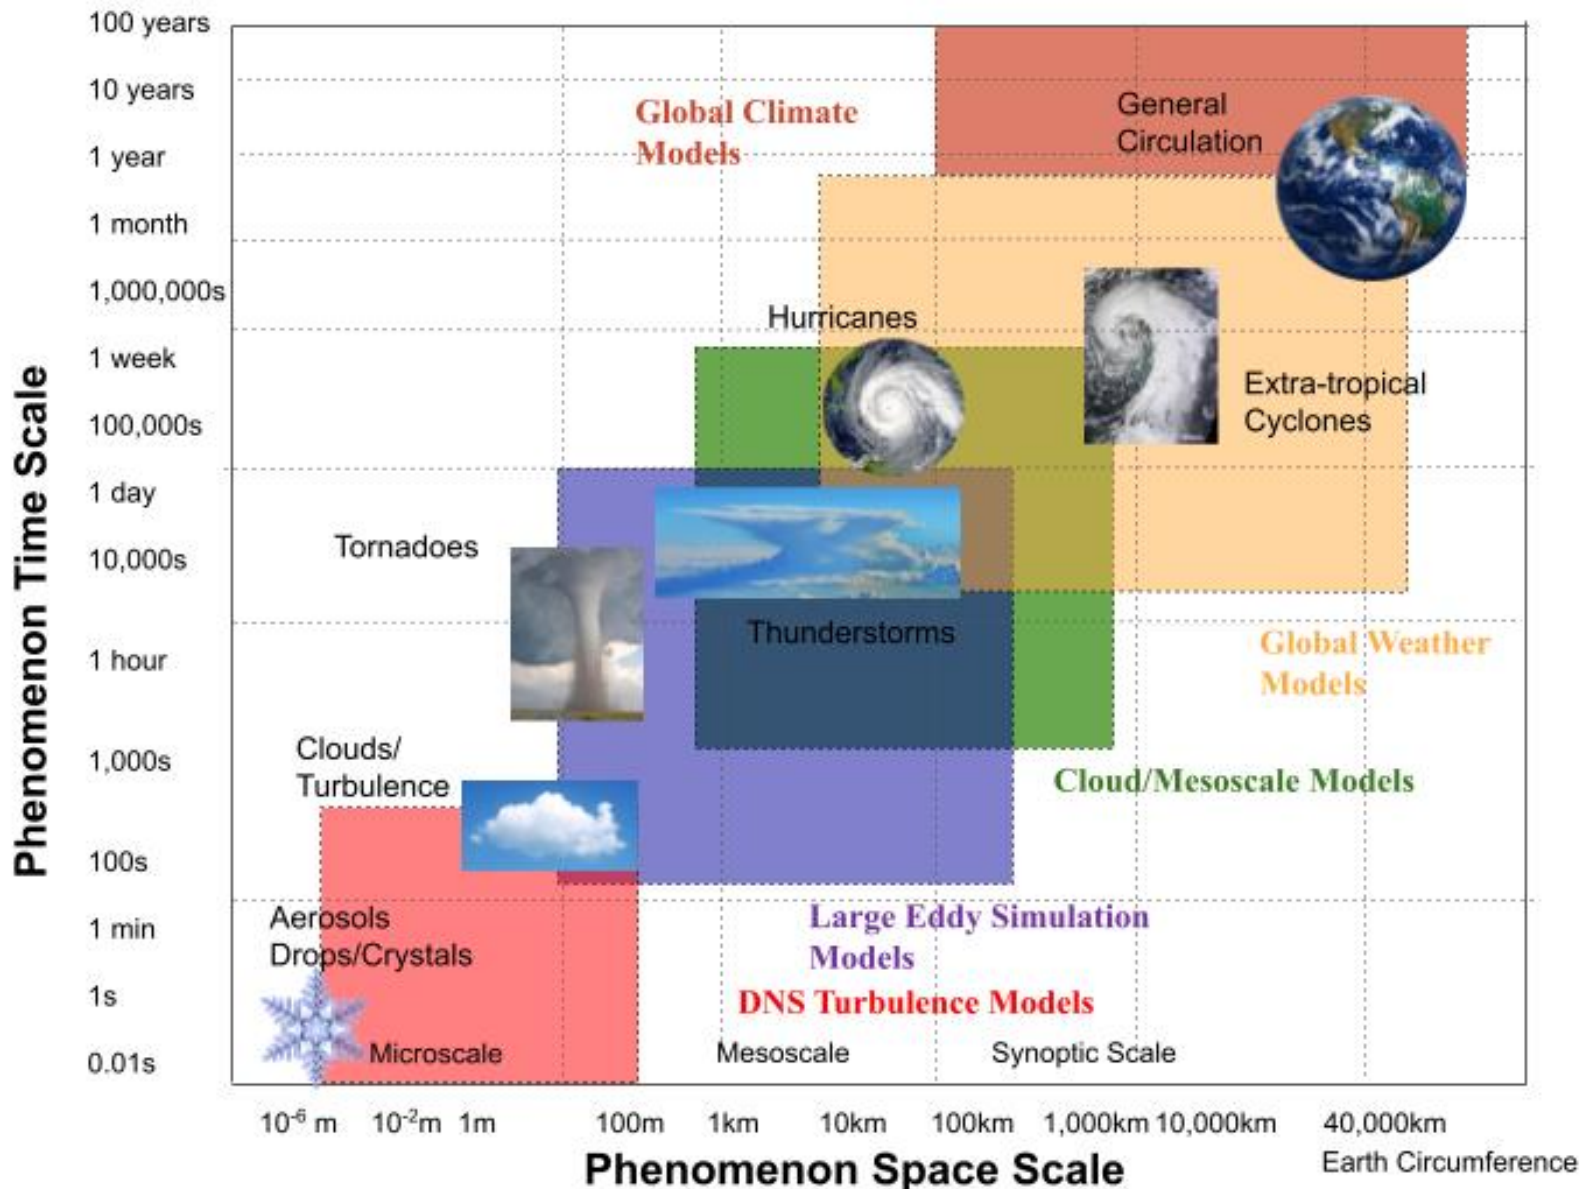 100 years
10 years
1 year
1 month
1,000,000s
1 week
100,000s
1 day
10,000s
1 hour
1,000s
100s
1 min
1s
0.01s
Phenomenon Time Scale
Global Climate
Models
General
Circulation
Hurricanes
Extra-tropical
Cyclones
Tornadoes
Thunderstorms
Global Weather
Models
Clouds/
Turbulence
Cloud/Mesoscale Models
Aerosols
Drops/Crystals
Large Eddy Simulation
Models
DNS Turbulence Models
Microscale
Mesoscale
Synoptic Scale
10⁻⁶ m 10⁻²m 1m 100m 1km 10km 100km 1,000km 10,000km 40,000km
Earth Circumference
Phenomenon Space Scale